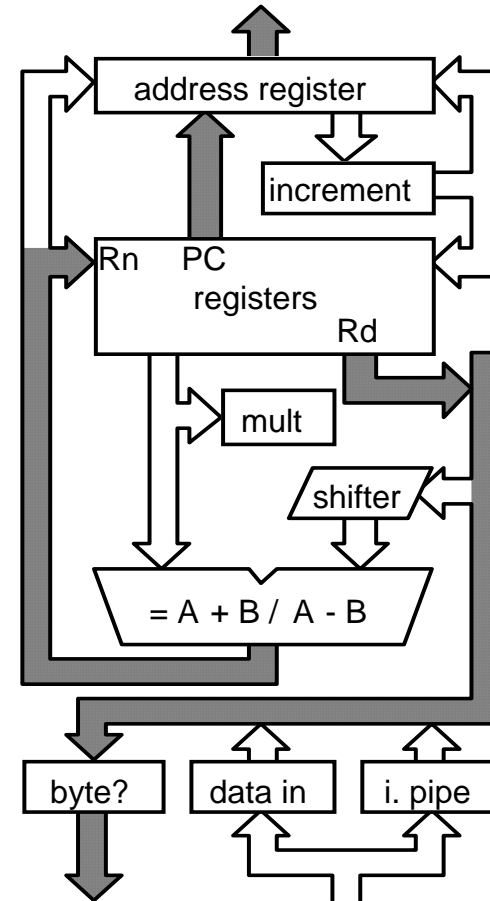 address register
increment
Rn PC
registers
Rd
mult
shifter
= A + B / A - B
byte? data in i. pipe